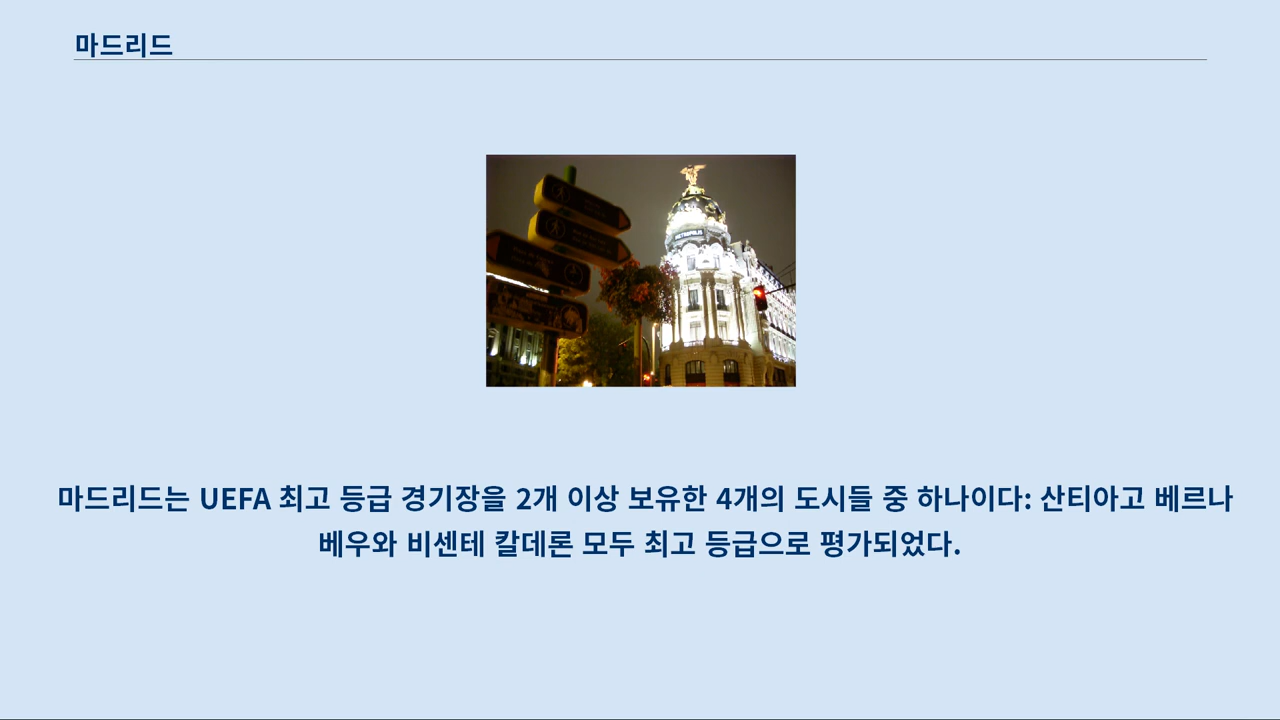 마드리드
METROPOLIS
마드리드는 UEFA 최고 등급 경기장을 2개 이상 보유한 4개의 도시들 중 하나이다: 산티아고 베르나
베우와 비센테 칼데론 모두 최고 등급으로 평가되었다.